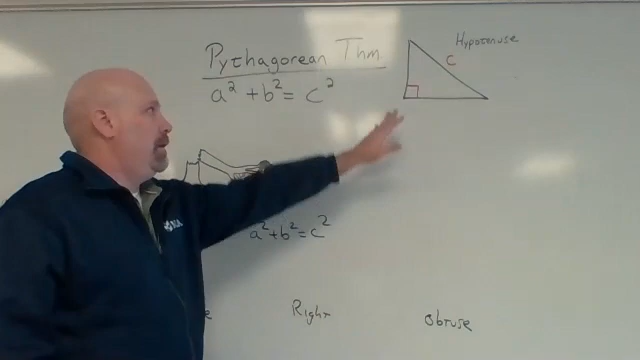 Pythagorean Thm
a² + b² = c²
Hypotenuse
c
a² + b² = c²
Right
Obtuse